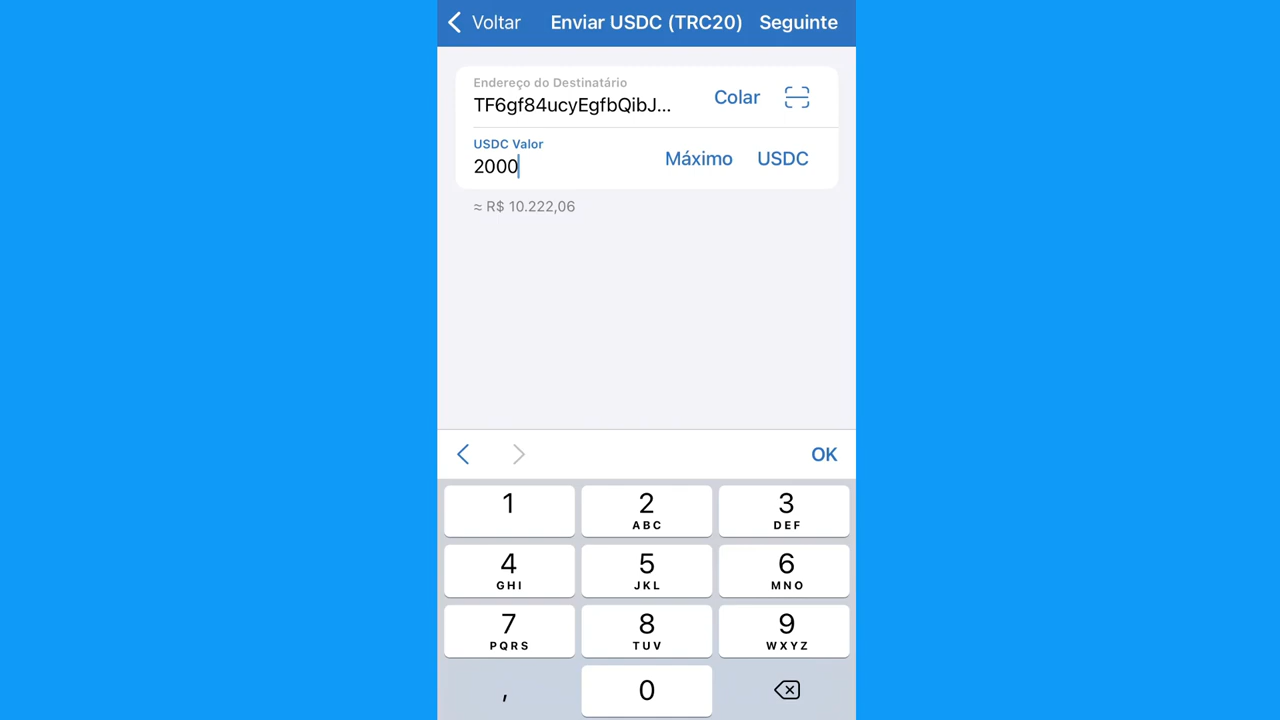 Voltar Enviar USDC (TRC20) Seguinte
Endereço do Destinatário
TF6gf84ucyEgfbQibJ... Colar
USDC Valor
2000 Máximo USDC
≈ R$ 10.222,06
OK
1 2 3
ABC DEF
4 5 6
GHI JKL MNO
7 8 9
PQRS TUV WXYZ
, 0